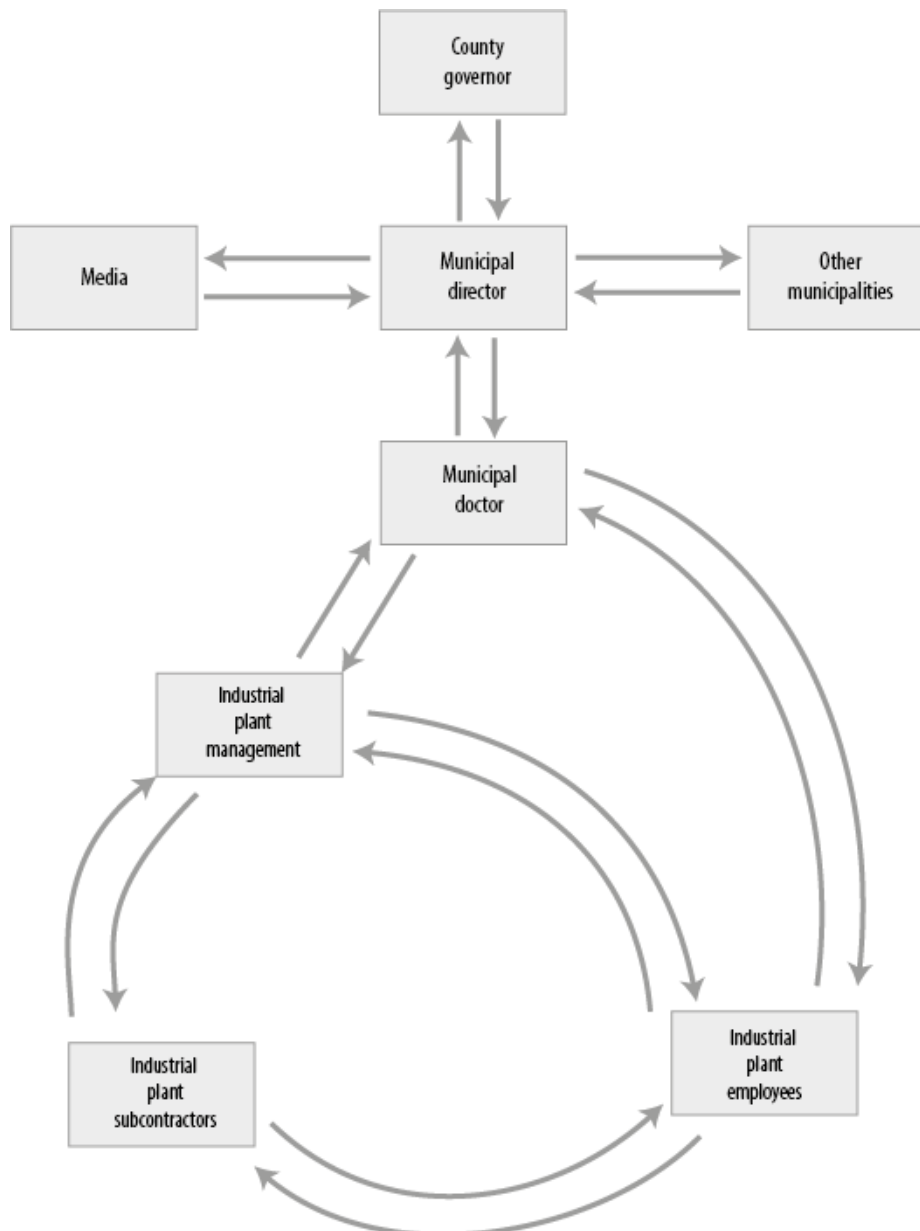 County
governor
Media
Municipal
director
Other
municipalities
Municipal
doctor
Industrial
plant
management
Industrial
plant
subcontractors
Industrial
plant
employees